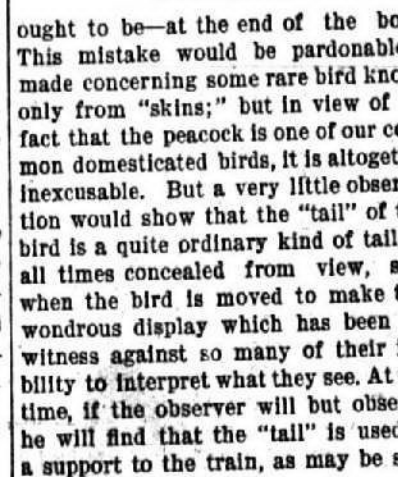 ought to be—at the end of the bo
This mistake would be pardonabl
made concerning some rare bird kno
only from "skins;" but in view of
fact that the peacock is one of our co
mon domesticated birds, it is altoget
inexcusable. But a very little obser
tion would show that the "tail" of t
bird is a quite ordinary kind of tail
all times concealed from view, s
when the bird is moved to make t
wondrous display which has been
witness against so many of their i
bility to interpret what they see. At
time, if the observer will but obse
he will find that the "tail" is used
a support to the train, as may be s